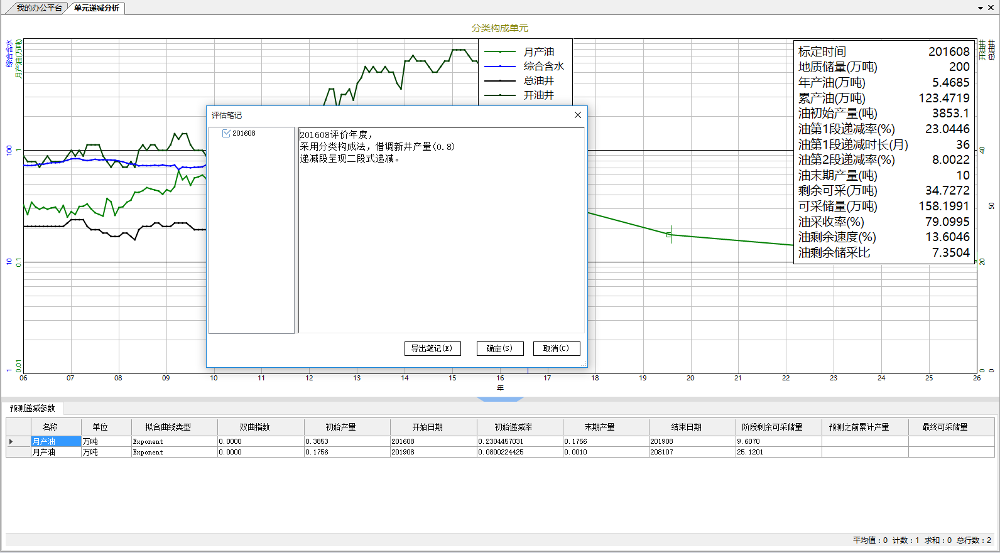 我的办公平台 单元递减分析
分类构成单元
综合含水
月产油(万吨)
100
10
1
1
0.1
0.01
月产油
综合含水
总油井
开油井
标定时间 201608
地质储量(万吨) 200
年产油(万吨) 5.4685
累产油(万吨) 123.4719
油初始产量(吨) 3853.1
油第1段递减率(%) 23.0446
油第1段递减时长(月) 36
油第2段递减率(%) 8.0022
油末期产量(吨) 10
剩余可采(万吨) 34.7272
可采储量(万吨) 158.1991
油采收率(%) 79.0995
油剩余速度(%) 13.6046
油剩余储采比 7.3504
开油井
总油井
40
20
0
50
0
评估笔记
201608
201608评价年度，
采用分类构成法，借调新井产量(0.8)
递减段呈现二段式递减。
导出笔记(E) 确定(S) 取消(C)
06 07 08 09 10 11 12 13 14 15 16 17 18 19 20 21 22 23 24 25 26
年
预测递减参数
名称 单位 拟合曲线类型 双曲指数 初始产量 开始日期 初始递减率 末期产量 结束日期 阶段剩余可采储量 预测之前累计产量 最终可采储量
月产油 万吨 Exponent 0.0000 0.3853 201608 0.2304457031 0.1756 201908 9.6070
月产油 万吨 Exponent 0.0000 0.1756 201908 0.0800224425 0.0010 208107 25.1201
平均值：0 计数：1 求和：0 总行数：2